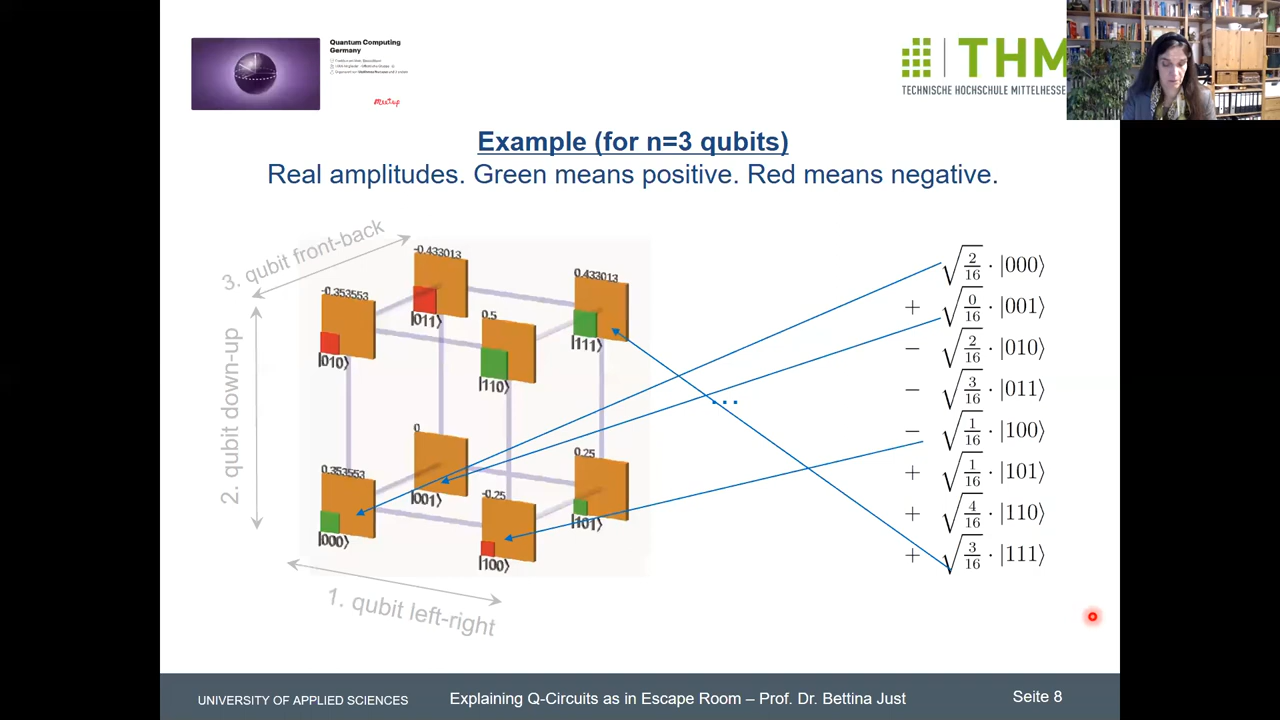 Quantum Computing
Germany
meetup
THM
TECHNISCHE HOCHSCHULE MITTELHESSE
Example (for n=3 qubits)
Real amplitudes. Green means positive. Red means negative.
3. qubit front-back
2. qubit down-up
1. qubit left-right
-0.433013
|011⟩
0.433013
|111⟩
-0.353553
|010⟩
0.5
|110⟩
0
|001⟩
0.25
|101⟩
0.353553
|000⟩
-0.25
|100⟩
...
√2/16 · |000⟩
+ √0/16 · |001⟩
− √2/16 · |010⟩
− √3/16 · |011⟩
− √1/16 · |100⟩
+ √1/16 · |101⟩
+ √4/16 · |110⟩
+ √3/16 · |111⟩
UNIVERSITY OF APPLIED SCIENCES
Explaining Q-Circuits as in Escape Room – Prof. Dr. Bettina Just
Seite 8